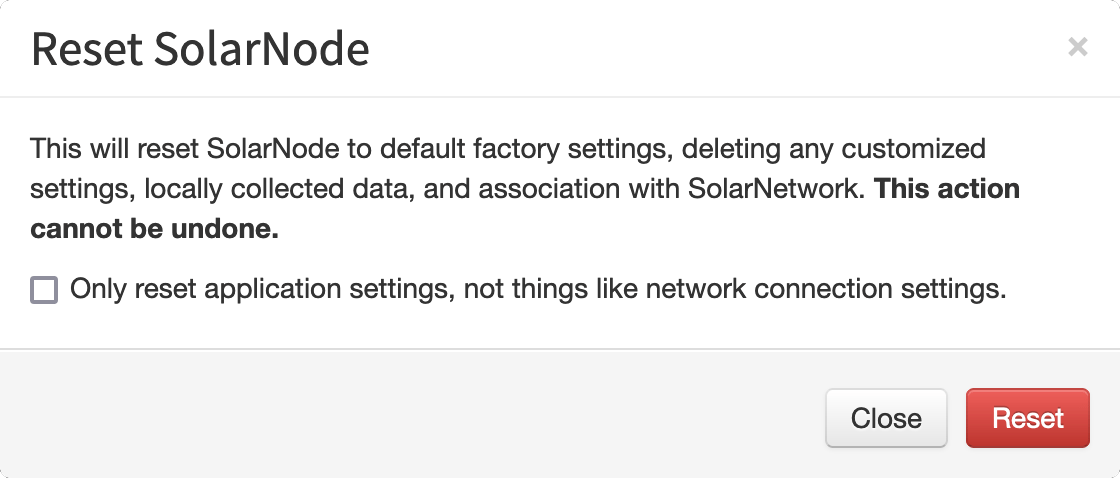 Reset SolarNode
×
This will reset SolarNode to default factory settings, deleting any customized
settings, locally collected data, and association with SolarNetwork. This action
cannot be undone.
Only reset application settings, not things like network connection settings.
Close
Reset